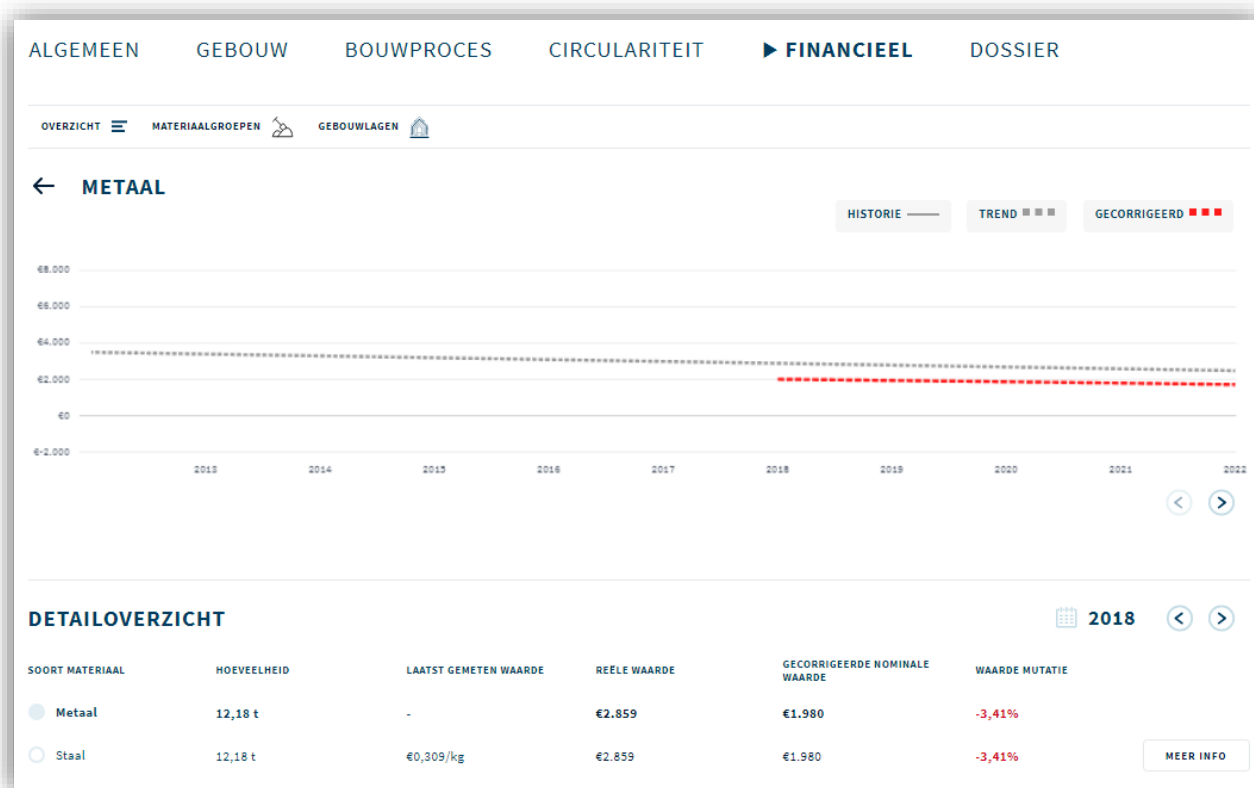 ALGEMEEN GEBOUW BOUWPROCES CIRCULARITEIT ▶ FINANCIEEL DOSSIER
OVERZICHT MATERIAALGROEPEN GEBOUWLAGEN
← METAAL
HISTORIE TREND GECORRIGEERD
€8.000
€6.000
€4.000
€2.000
€0
€-2.000
2013 2014 2015 2016 2017 2018 2019 2020 2021 2022
DETAILOVERZICHT 2018
SOORT MATERIAAL HOEVEELHEID LAATST GEMETEN WAARDE REËLE WAARDE GECORRIGEERDE NOMINALE WAARDE WAARDE MUTATIE
Metaal 12,18 t - €2.859 €1.980 -3,41%
Staal 12,18 t €0,309/kg €2.859 €1.980 -3,41% MEER INFO